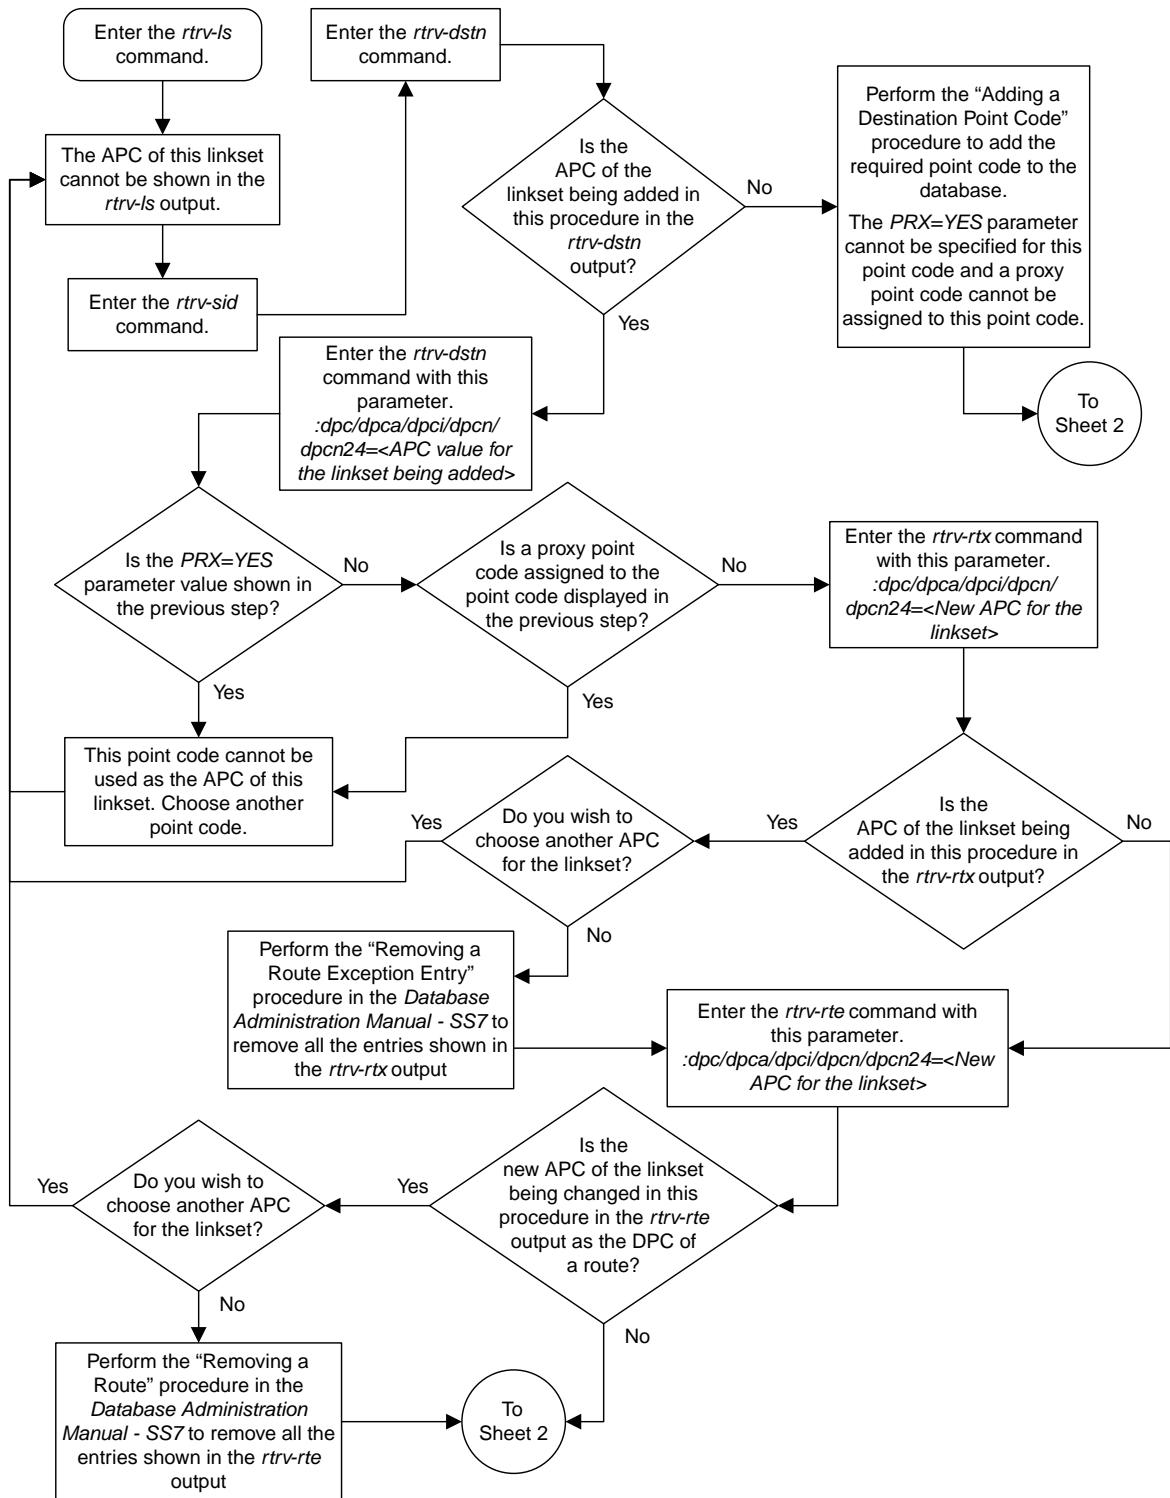 Enter the rtrv-ls
command.
The APC of this linkset
cannot be shown in the
rtrv-ls output.
Enter the rtrv-sid
command.
Enter the rtrv-dstn
command.
Is the
APC of the
linkset being added in
this procedure in the
rtrv-dstn
output?
No
Yes
Perform the “Adding a
Destination Point Code”
procedure to add the
required point code to the
database.
The PRX=YES parameter
cannot be specified for this
point code and a proxy
point code cannot be
assigned to this point code.
To
Sheet 2
Enter the rtrv-dstn
command with this
parameter.
:dpc/dpca/dpci/dpcn/
dpcn24=<APC value for
the linkset being added>
Is the PRX=YES
parameter value shown in
the previous step?
No
Yes
Is a proxy point
code assigned to the
point code displayed in
the previous step?
No
Yes
Enter the rtrv-rtx command
with this parameter.
:dpc/dpca/dpci/dpcn/
dpcn24=<New APC for the
linkset>
This point code cannot be
used as the APC of this
linkset. Choose another
point code.
Is the
APC of the linkset being
added in this procedure in
the rtrv-rtx output?
Yes
No
Do you wish to
choose another APC
for the linkset?
Yes
No
Perform the “Removing a
Route Exception Entry”
procedure in the Database
Administration Manual - SS7 to
remove all the entries shown in
the rtrv-rtx output
Enter the rtrv-rte command with
this parameter.
:dpc/dpca/dpci/dpcn/dpcn24=<New
APC for the linkset>
Is the
new APC of the linkset
being changed in this
procedure in the rtrv-rte
output as the DPC of
a route?
Yes
No
Do you wish to
choose another APC
for the linkset?
Yes
No
Perform the “Removing a
Route” procedure in the
Database Administration
Manual - SS7 to remove all the
entries shown in the rtrv-rte
output
To
Sheet 2